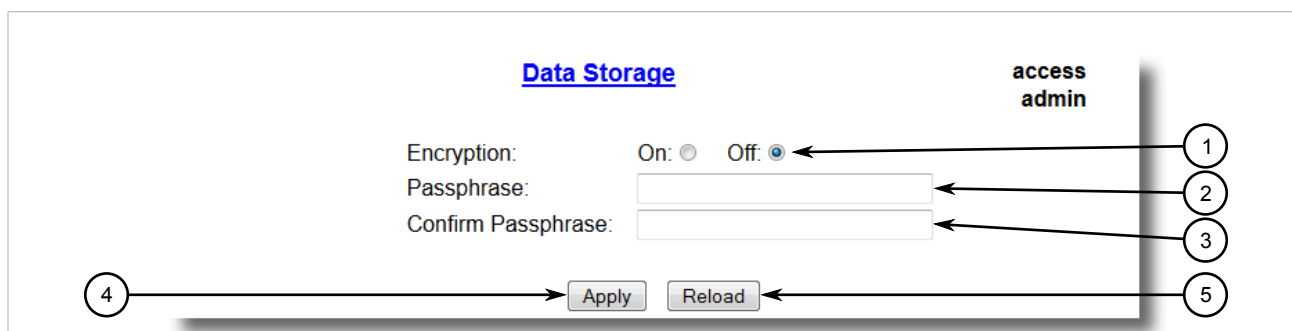 Data Storage
access
admin
Encryption: On: Off: 1
Passphrase: 2
Confirm Passphrase: 3
4 Apply Reload 5